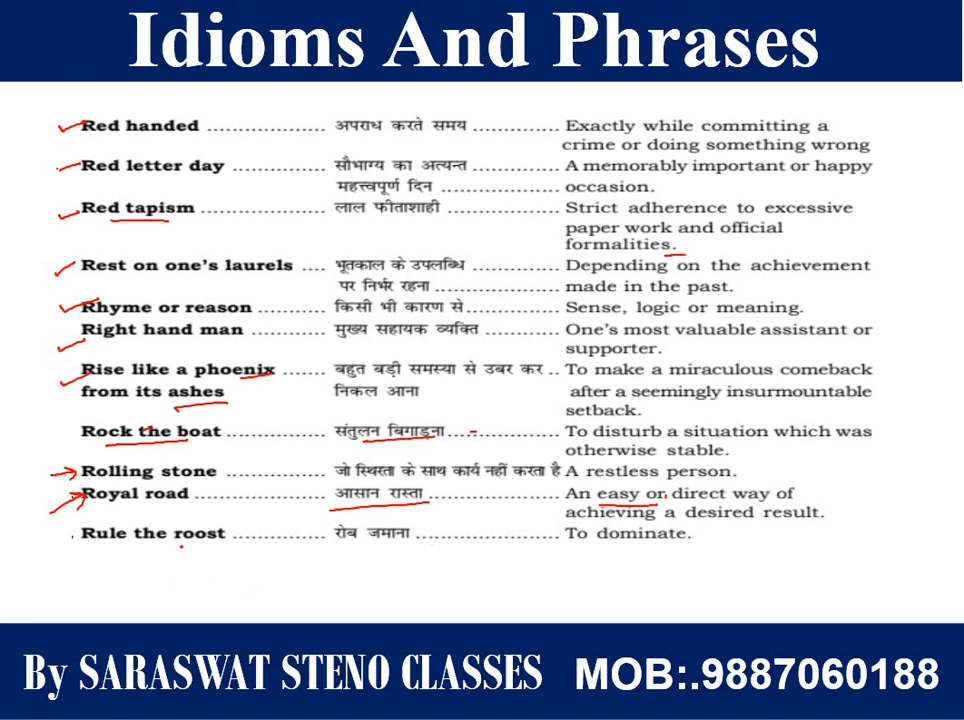 Idioms And Phrases
Red handed ................... अपराध करते समय .............. Exactly while committing a
crime or doing something wrong
Red letter day ............... सौभाग्य का अत्यन्त .............. A memorably important or happy
महत्त्वपूर्ण दिन ................... occasion.
Red tapism .................... लाल फीताशाही .................. Strict adherence to excessive
paper work and official
formalities.
Rest on one's laurels .... भूतकाल के उपलब्धि .............. Depending on the achievement
पर निर्भर रहना .................... made in the past.
Rhyme or reason ........... किसी भी कारण से............... Sense, logic or meaning.
Right hand man ............ मुख्य सहायक व्यक्ति ............ One's most valuable assistant or
supporter.
Rise like a phoenix ....... बहुत बड़ी समस्या से उबर कर .. To make a miraculous comeback
from its ashes निकल आना after a seemingly insurmountable
setback.
Rock the boat ................ संतुलन बिगाड़ना .................. To disturb a situation which was
otherwise stable.
Rolling stone ................ जो स्थिरता के साथ कार्य नहीं करता है A restless person.
Royal road ..................... आसान रास्ता ..................... An easy or direct way of
achieving a desired result.
Rule the roost ............... रोब जमाना ....................... To dominate.
By SARASWAT STENO CLASSES MOB:.9887060188